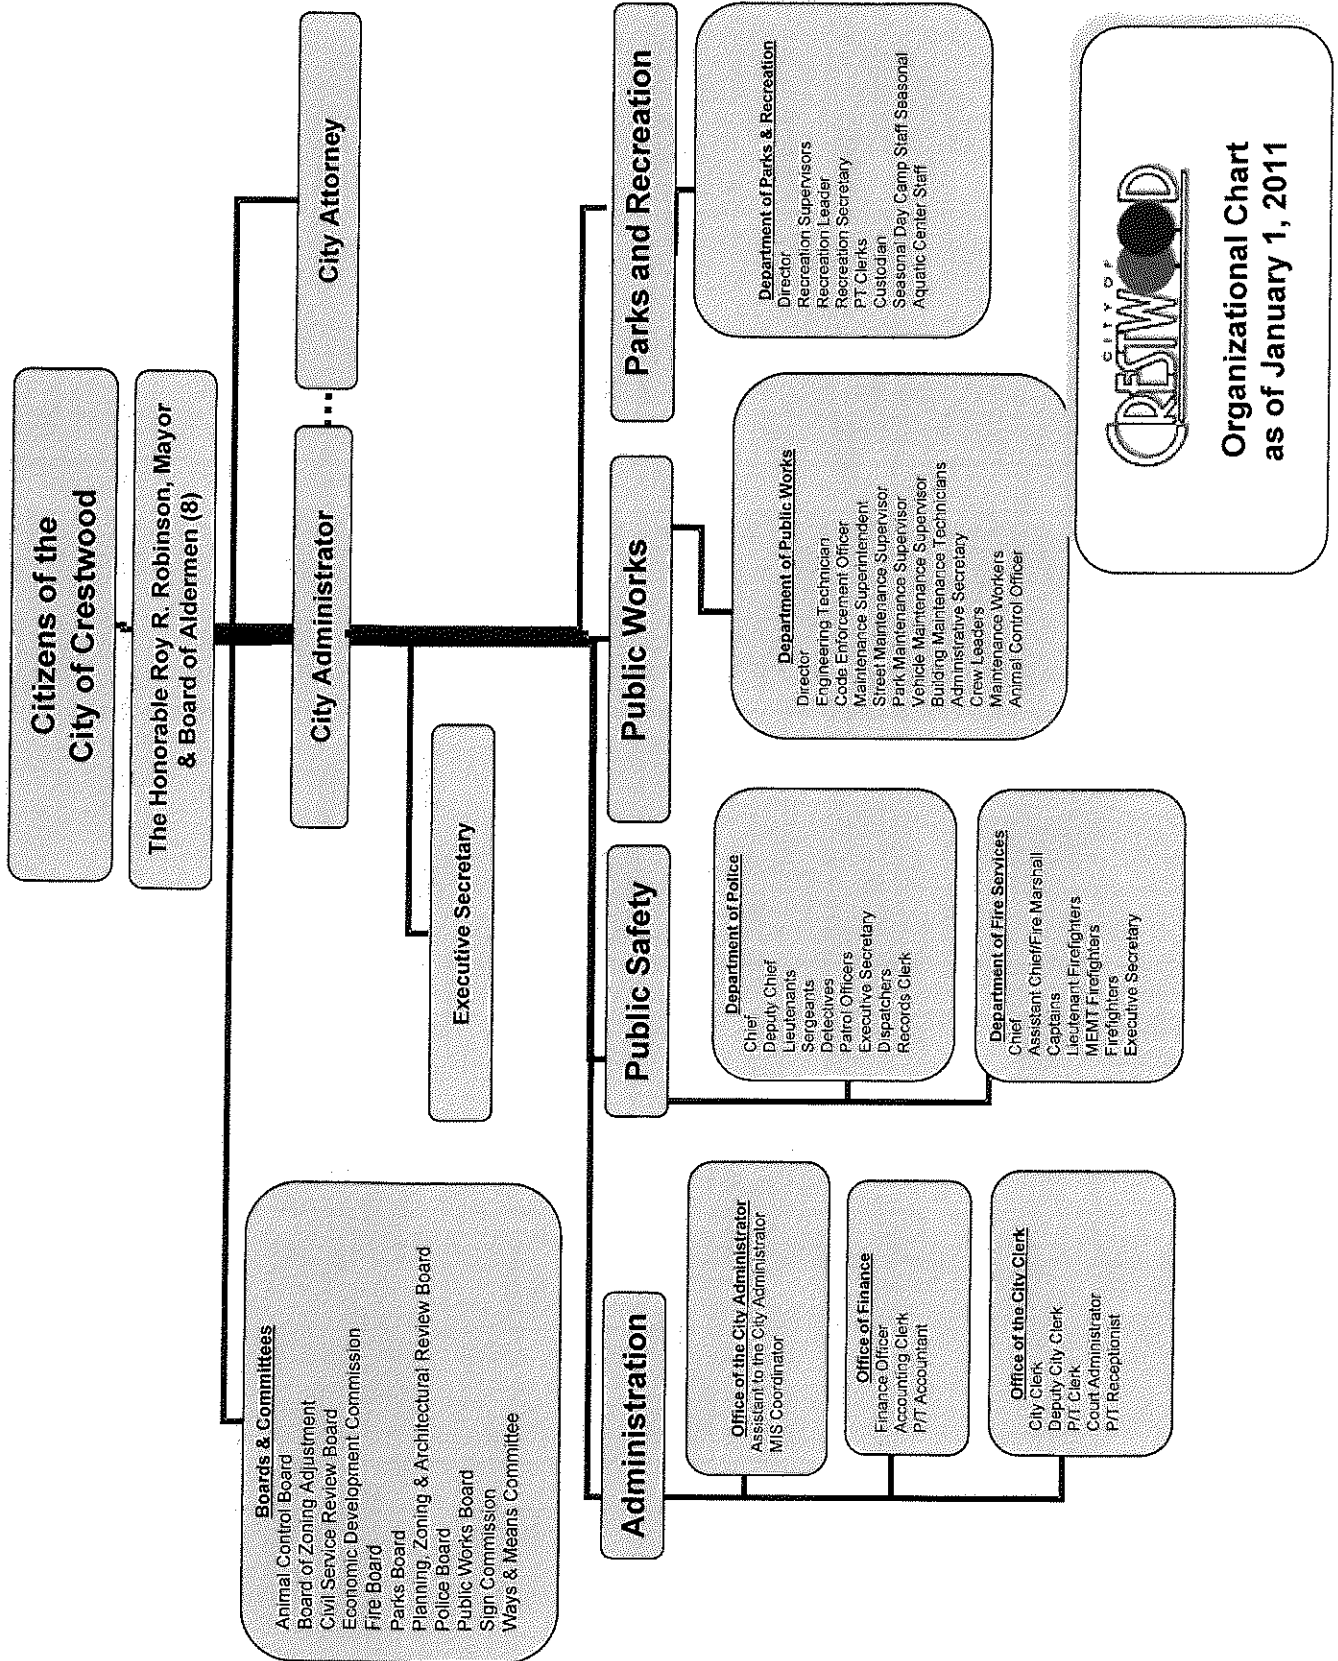 Citizens of the
City of Crestwood
The Honorable Roy R. Robinson, Mayor
& Board of Aldermen (8)
City Administrator
City Attorney
Executive Secretary
Boards & Committees
Animal Control Board
Board of Zoning Adjustment
Civil Service Review Board
Economic Development Commission
Fire Board
Parks Board
Planning, Zoning & Architectural Review Board
Police Board
Public Works Board
Sign Commission
Ways & Means Committee
Administration
Office of the City Administrator
Assistant to the City Administrator
MIS Coordinator
Office of Finance
Finance Officer
Accounting Clerk
P/T Accountant
Office of the City Clerk
City Clerk
Deputy City Clerk
P/T Clerk
Court Administrator
P/T Receptionist
Public Safety
Department of Police
Chief
Deputy Chief
Lieutenants
Sergeants
Detectives
Patrol Officers
Executive Secretary
Dispatchers
Records Clerk
Department of Fire Services
Chief
Assistant Chief/Fire Marshall
Captains
Lieutenant Firefighters
MEMT Firefighters
Firefighters
Executive Secretary
Public Works
Department of Public Works
Director
Engineering Technician
Code Enforcement Officer
Maintenance Superintendent
Street Maintenance Supervisor
Park Maintenance Supervisor
Vehicle Maintenance Supervisor
Building Maintenance Technicians
Administrative Secretary
Crew Leaders
Maintenance Workers
Animal Control Officer
Parks and Recreation
Department of Parks & Recreation
Director
Recreation Supervisors
Recreation Leader
Recreation Secretary
PT Clerks
Custodian
Seasonal Day Camp Staff Seasonal
Aquatic Center Staff
CITY OF
CRESTWOOD
Organizational Chart
as of January 1, 2011